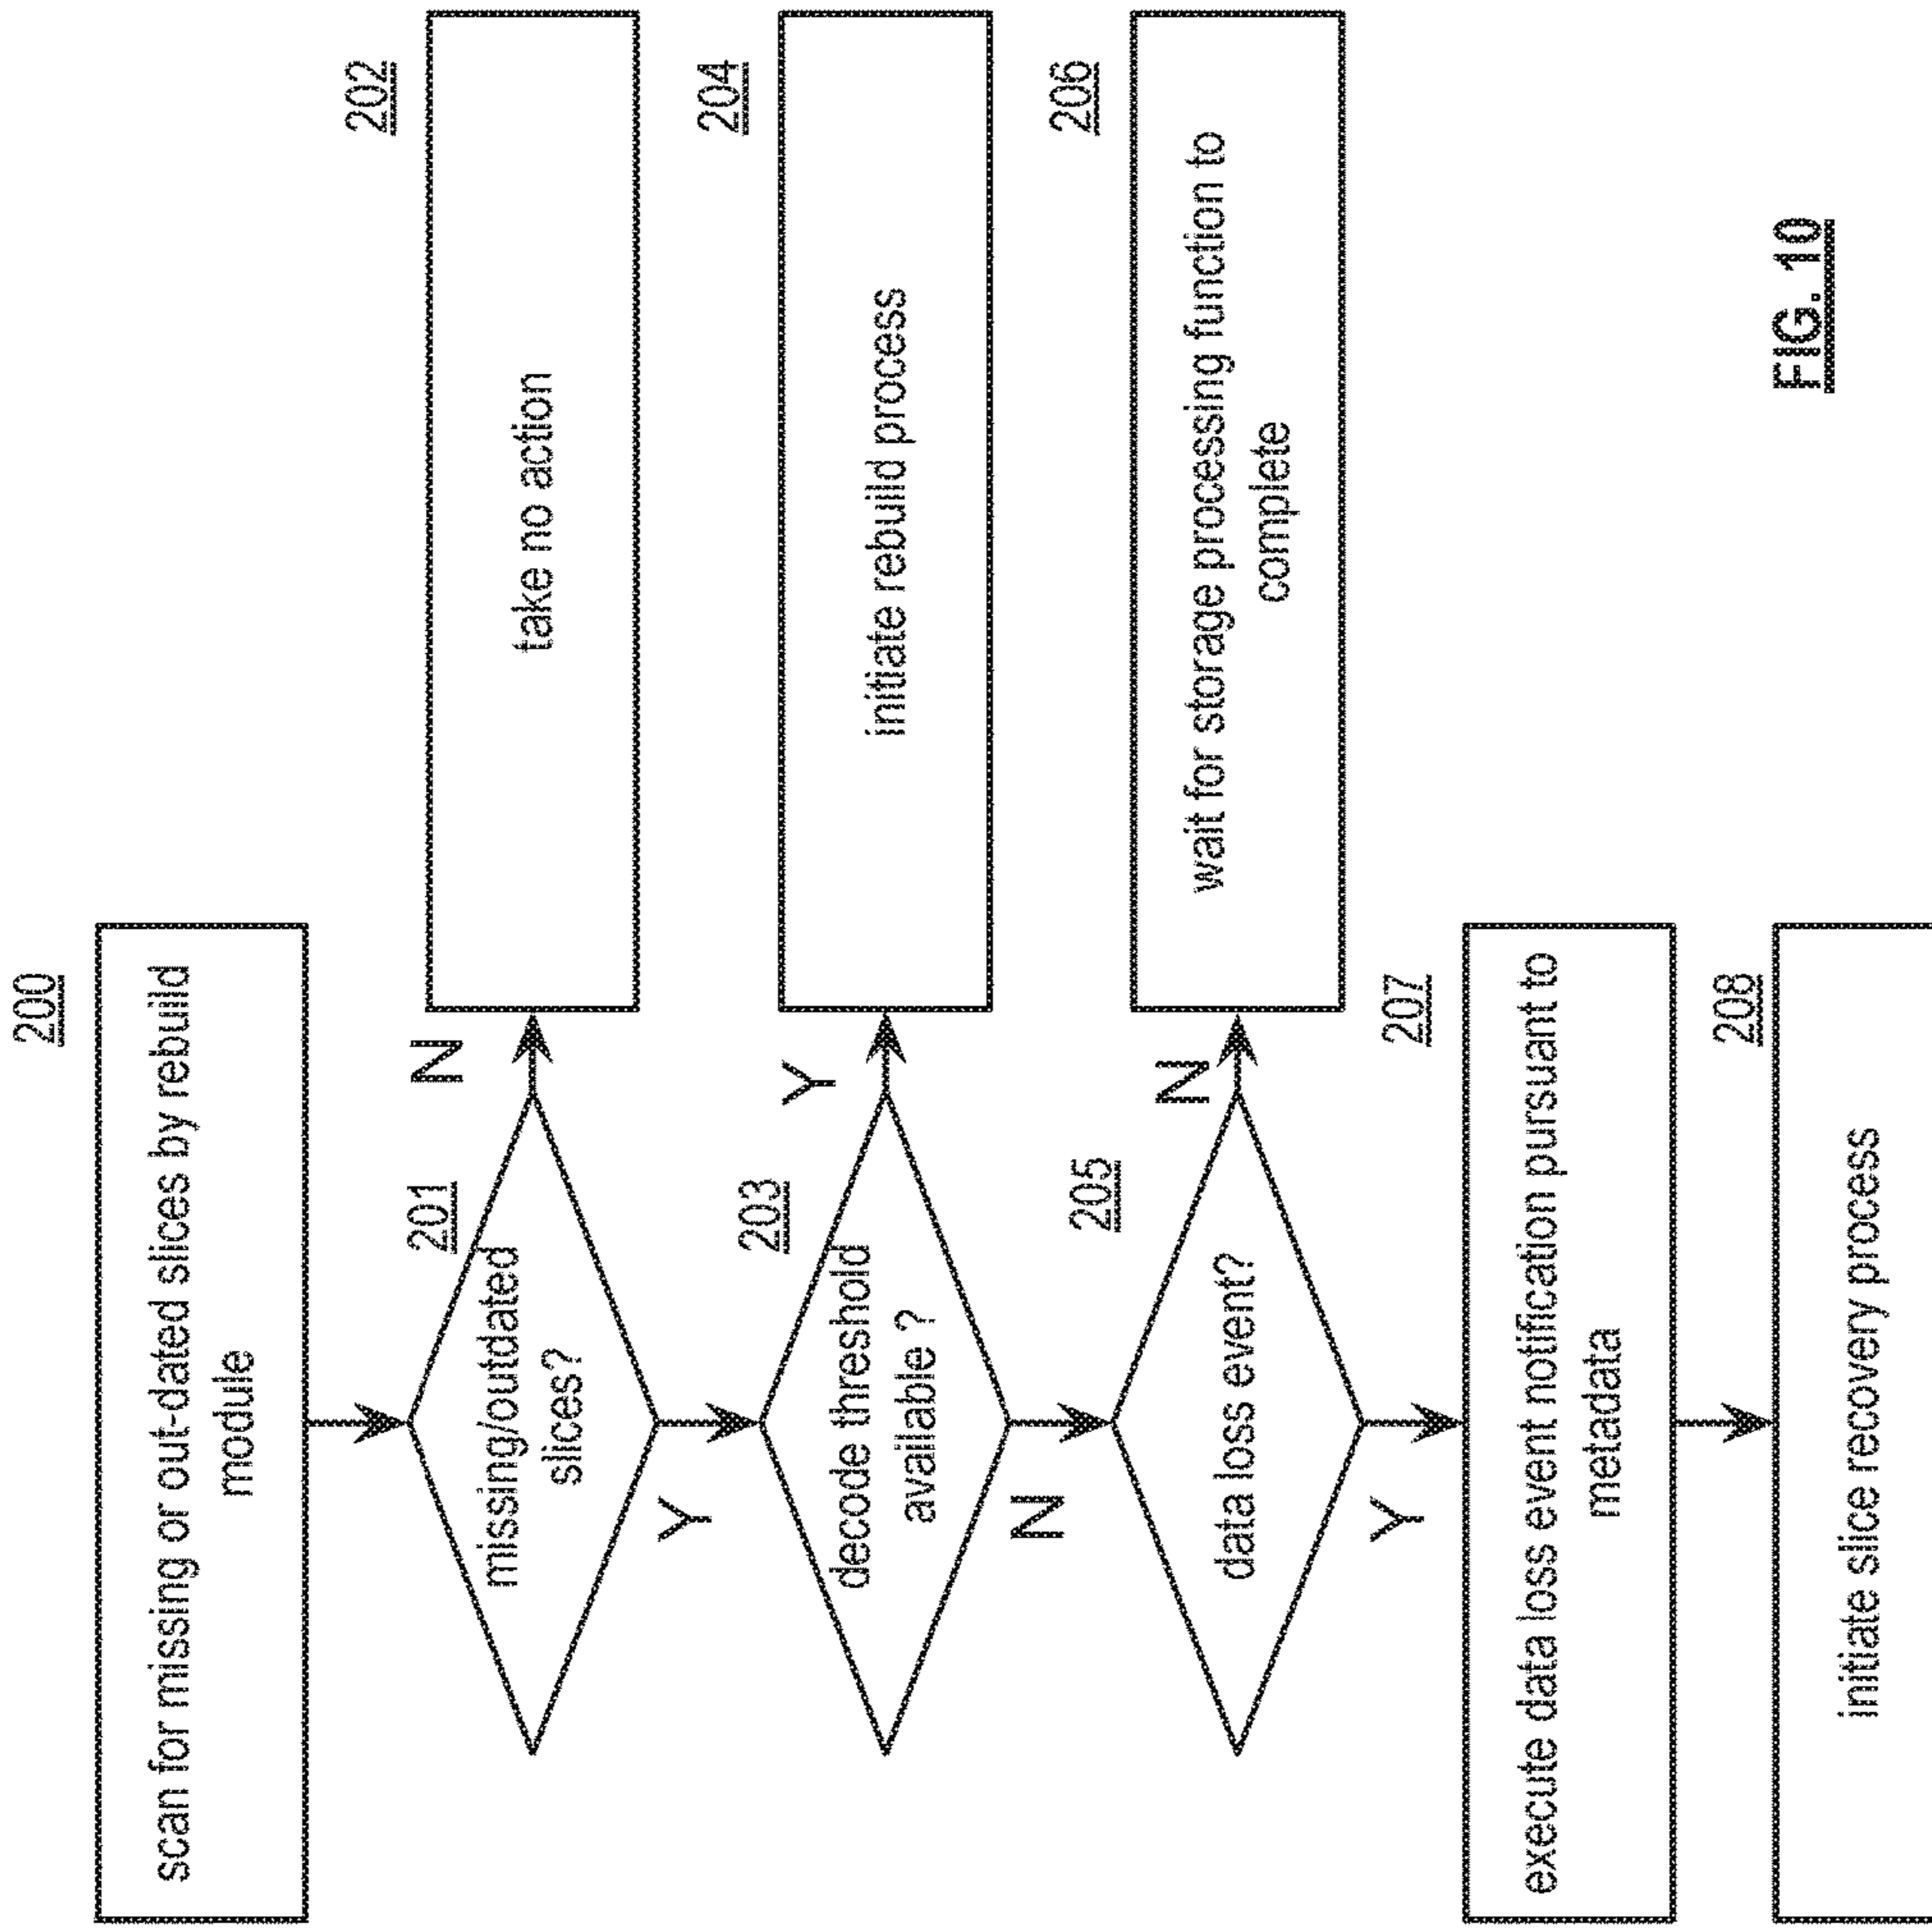 200
scan for missing or out-dated slices by rebuild
module
201
missing/outdated
slices?
N
Y
202
take no action
203
decode threshold
available ?
Y
N
204
initiate rebuild process
205
data loss event?
N
Y
206
wait for storage processing function to
complete
207
execute data loss event notification pursuant to
metadata
208
initiate slice recovery process
FIG. 10